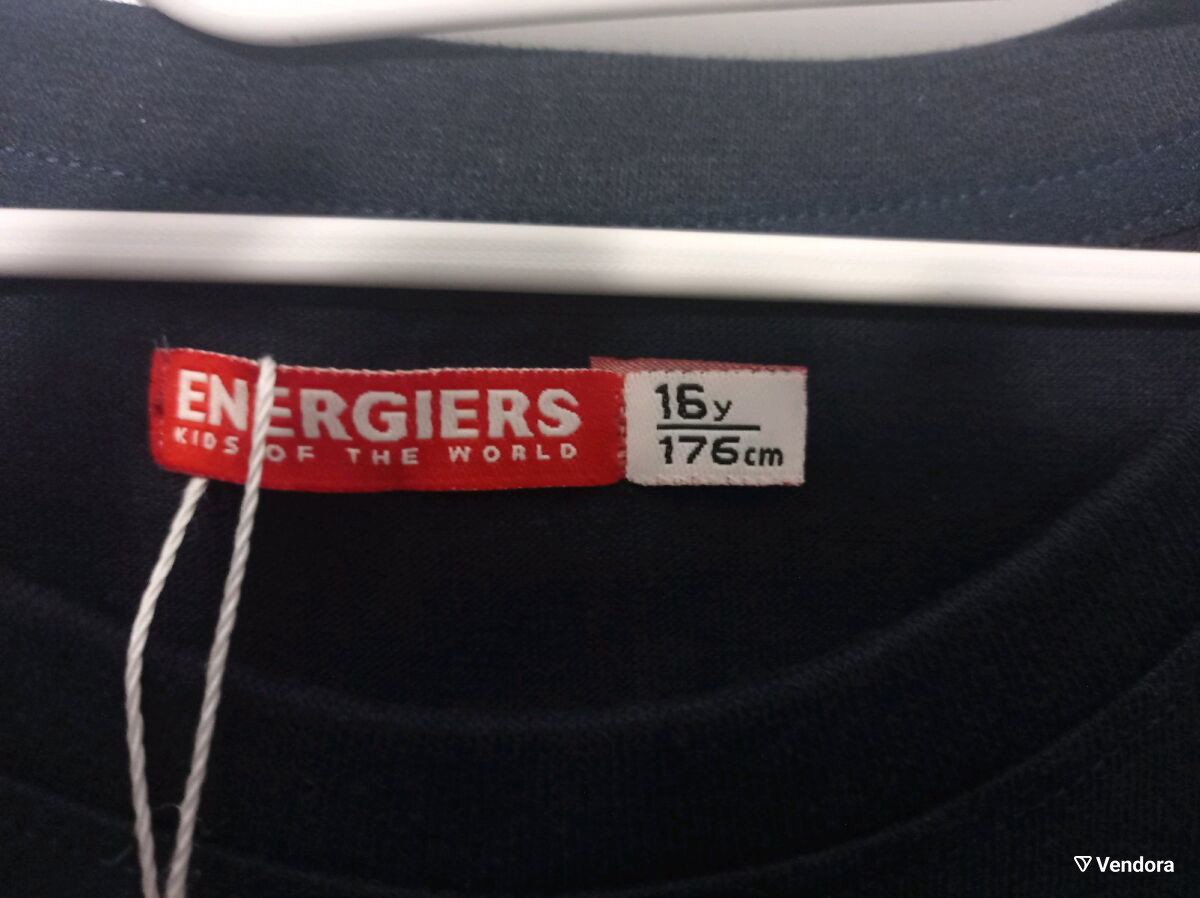 ENERGIERS
KIDS OF THE WORLD
16y
176cm
Vendora